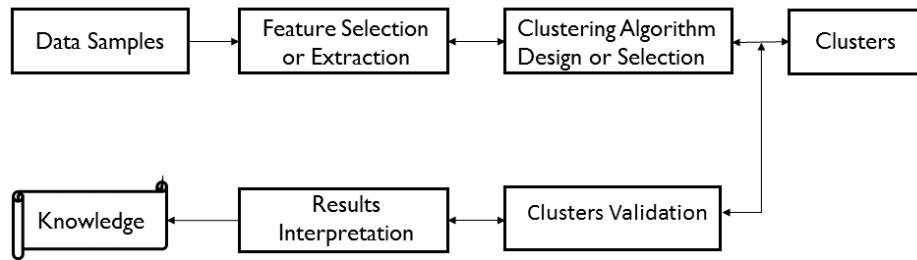 Data Samples
Feature Selection
or Extraction
Clustering Algorithm
Design or Selection
Clusters
Knowledge
Results
Interpretation
Clusters Validation